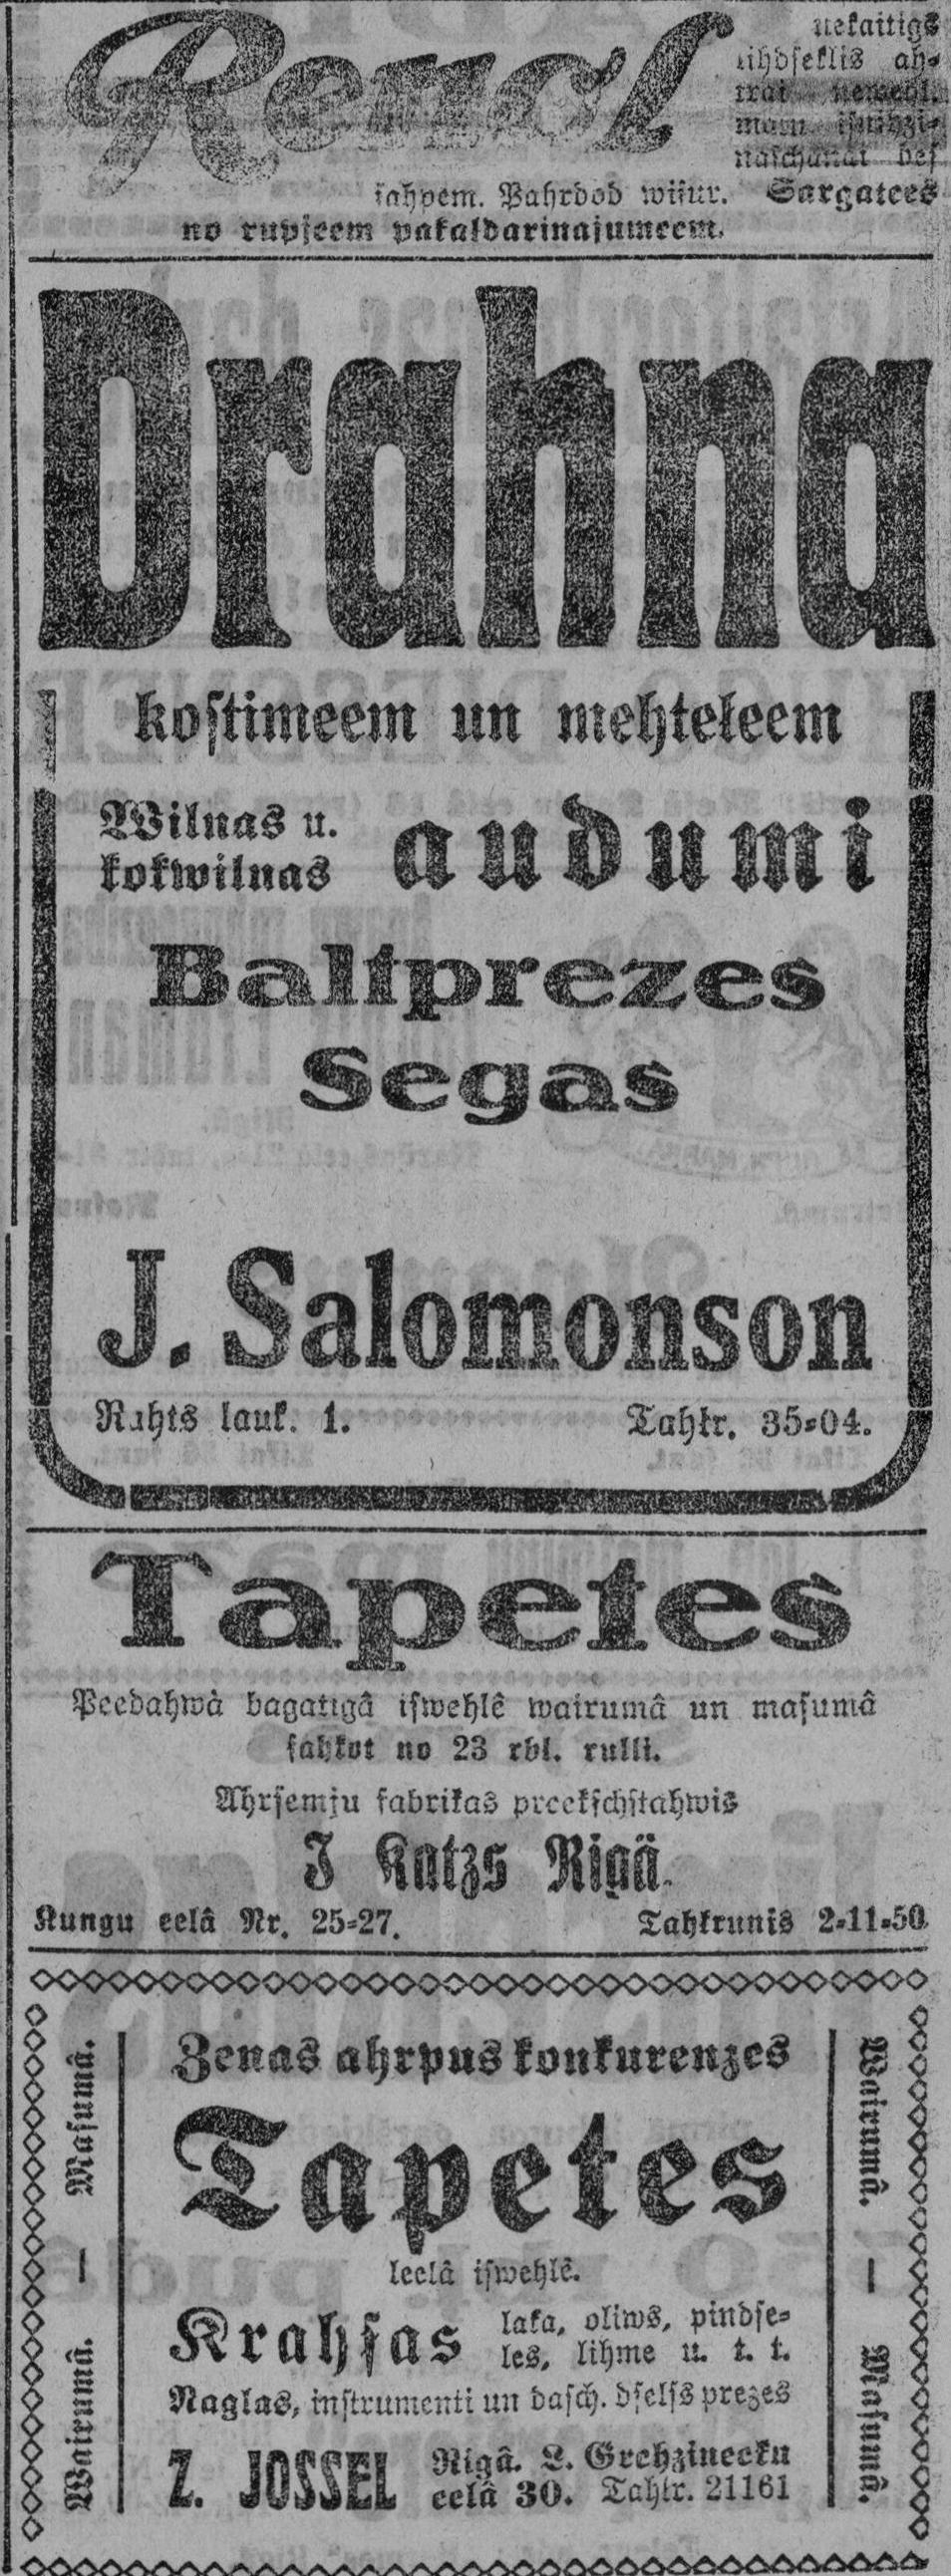 Renol
nekaitigs
lihdseklis ah-
trai
isnihzi-
naschanai bes
sahpem. Pahrdod wisur. Sargatees
no rupjeem pakaldarinajumeem.
Drahna
kostimeem un mehteleem
Wilnas u.
kokwilnas
audumi
Baltprezes
Segas
J. Salomonson
Rahts lauk. 1. Tahlr. 35-04.
Tapetes
Peedahwâ bagatigâ iswehlê wairumâ un masumâ
sahkot no 23 rbl. rulli.
Ahrsemju fabrikas preekschstahwis
J Katzs Rigâ.
Kungu eelâ Nr. 25-27. Tahlrunis 2-11-50
Masumâ. — Wairumâ.
Zenas ahrpus konkurenzes
Tapetes
leelâ iswehlê.
Krahsas
laka, oliws, pindse-
les, lihme u. t. t.
Naglas, instrumenti un dasch. dselss prezes
Z. JOSSEL
Rigâ. L. Grehzineeku
eelâ 30. Tahlr. 21161
Wairumâ. — Masumâ.